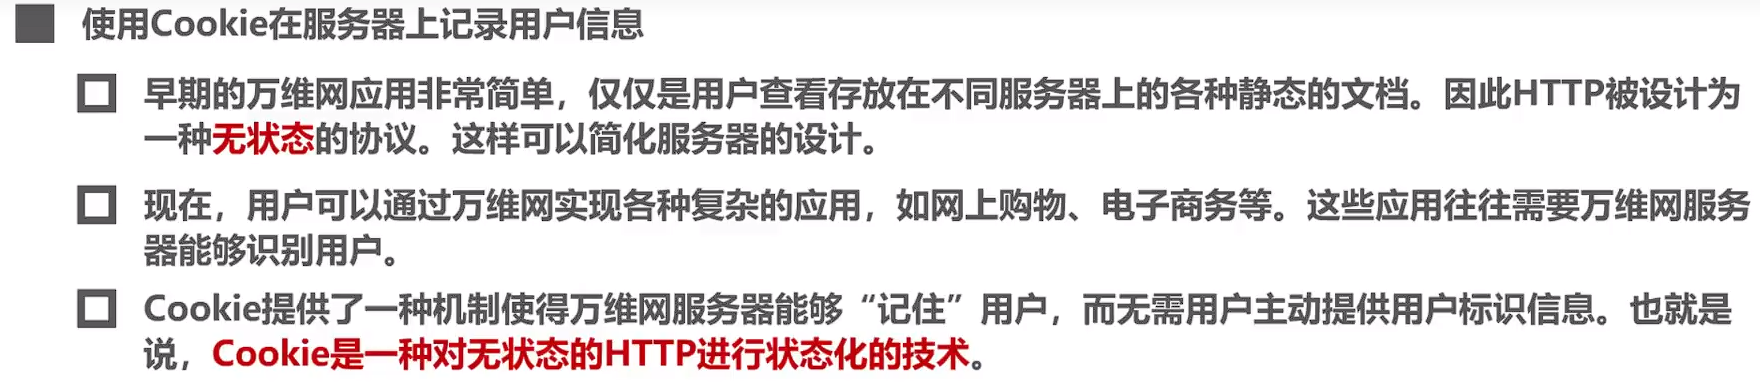 使用Cookie在服务器上记录用户信息
早期的万维网应用非常简单，仅仅是用户查看存放在不同服务器上的各种静态的文档。因此HTTP被设计为
一种无状态的协议。这样可以简化服务器的设计。
现在，用户可以通过万维网实现各种复杂的应用，如网上购物、电子商务等。这些应用往往需要万维网服务
器能够识别用户。
Cookie提供了一种机制使得万维网服务器能够“记住”用户，而无需用户主动提供用户标识信息。也就是
说，Cookie是一种对无状态的HTTP进行状态化的技术。